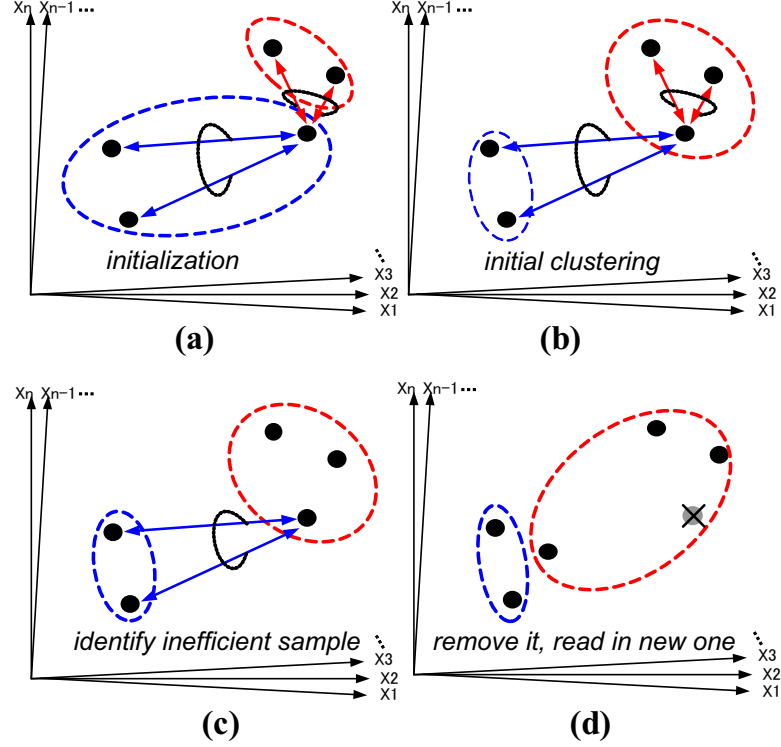 Xn Xn-1 ...
Xn Xn-1 ...
initialization
initial clustering
X3
X2
X1
X3
X2
X1
(a)
(b)
Xn Xn-1 ...
Xn Xn-1 ...
identify inefficient sample
remove it, read in new one
X3
X2
X1
X3
X2
X1
(c)
(d)